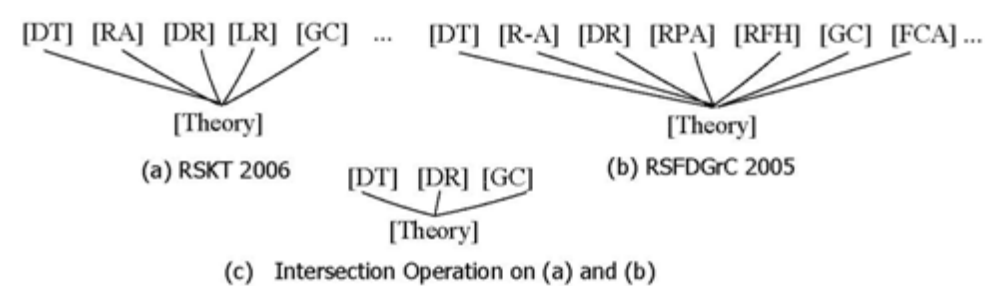 [DT] [RA] [DR] [LR] [GC] ...
[Theory]
(a) RSKT 2006
[DT] [R-A] [DR] [RPA] [RFH] [GC] [FCA] ...
[Theory]
(b) RSFDGrC 2005
[DT] [DR] [GC]
[Theory]
(c) Intersection Operation on (a) and (b)